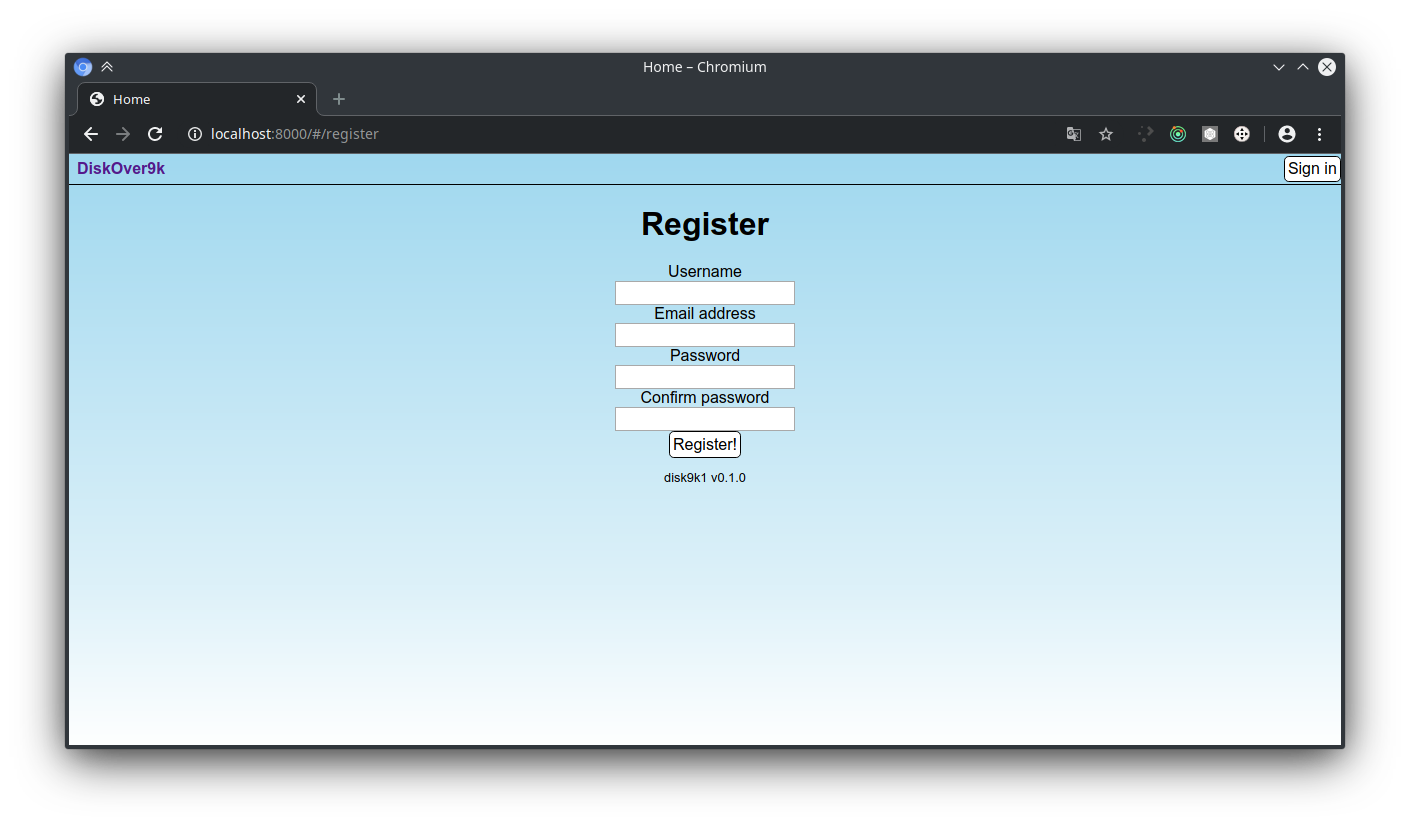 Home – Chromium
Home
localhost:8000/#/register
DiskOver9k
Sign in
Register
Username
Email address
Password
Confirm password
Register!
disk9k1 v0.1.0